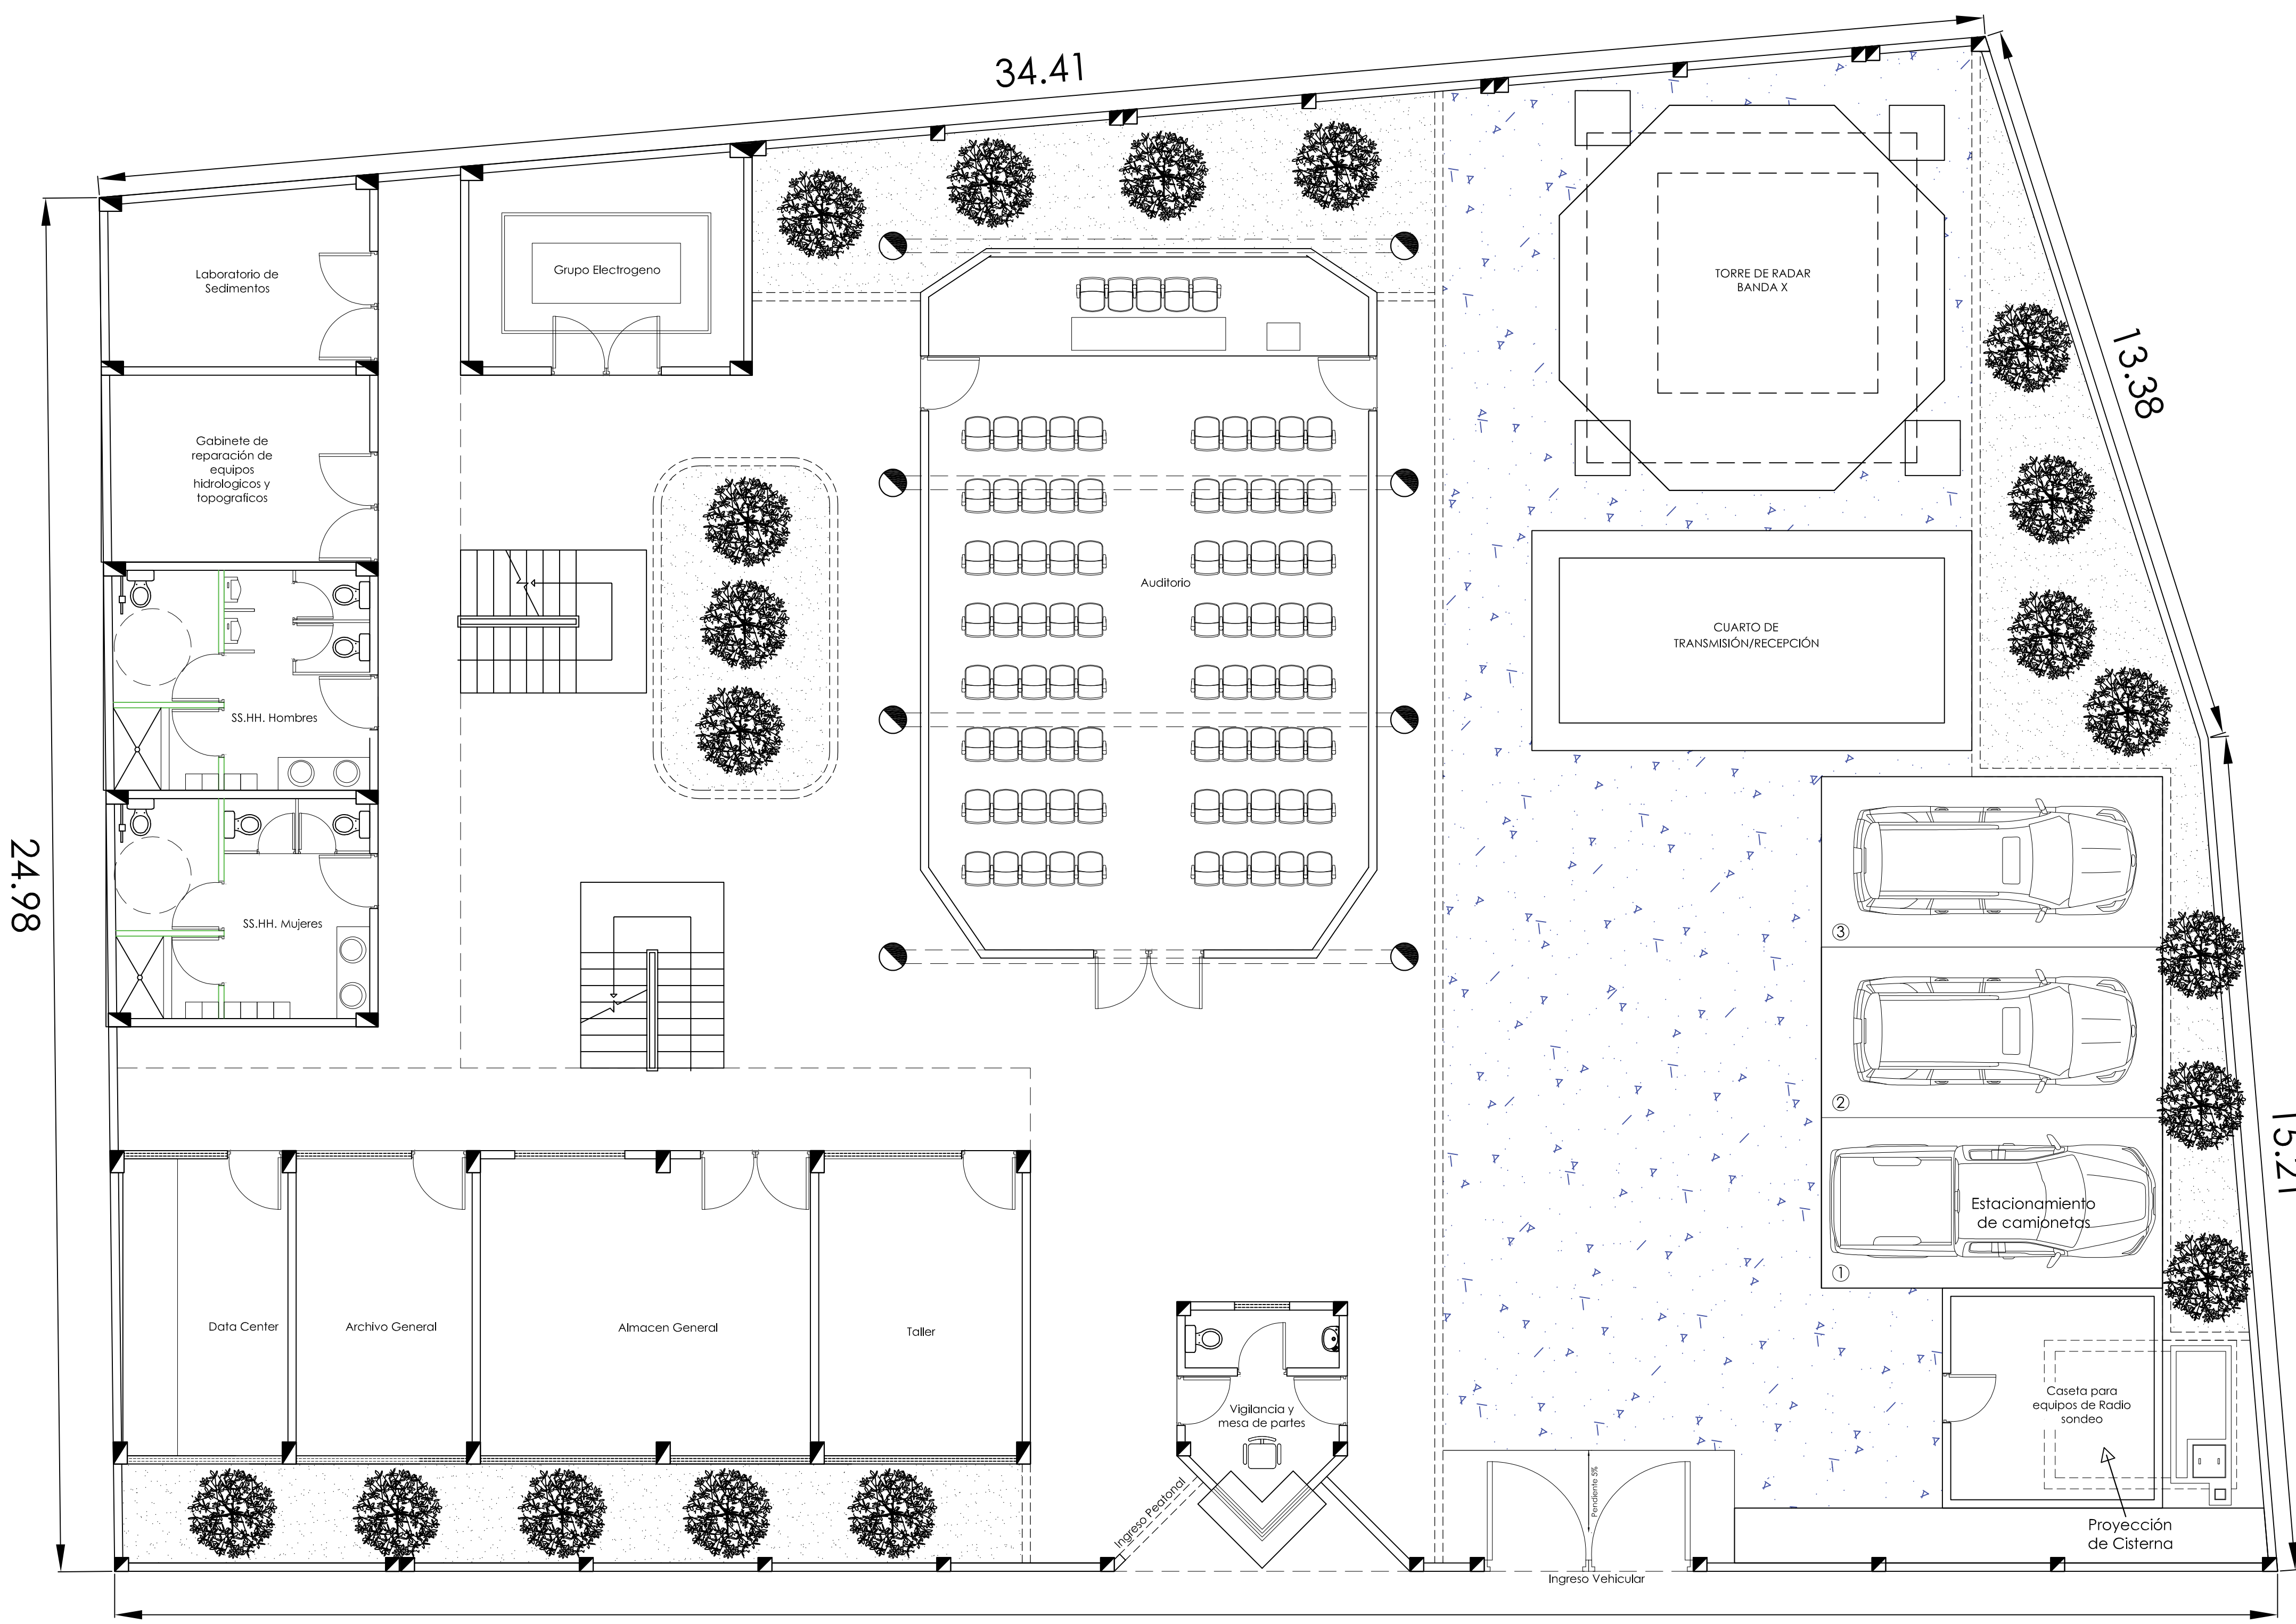 34.41
13.38
24.98
15.21
Laboratorio de
Sedimentos
Grupo Electrogeno
TORRE DE RADAR
BANDA X
Gabinete de
reparación de
equipos
hidrologicos y
topograficos
Auditorio
CUARTO DE
TRANSMISIÓN/RECEPCIÓN
SS.HH. Hombres
SS.HH. Mujeres
3
2
Estacionamiento
de camionetas
1
Data Center
Archivo General
Almacen General
Taller
Vigilancia y
mesa de partes
Caseta para
equipos de Radio
sondeo
Ingreso Peatonal
Pendiente 5%
Proyección
de Cisterna
Ingreso Vehicular